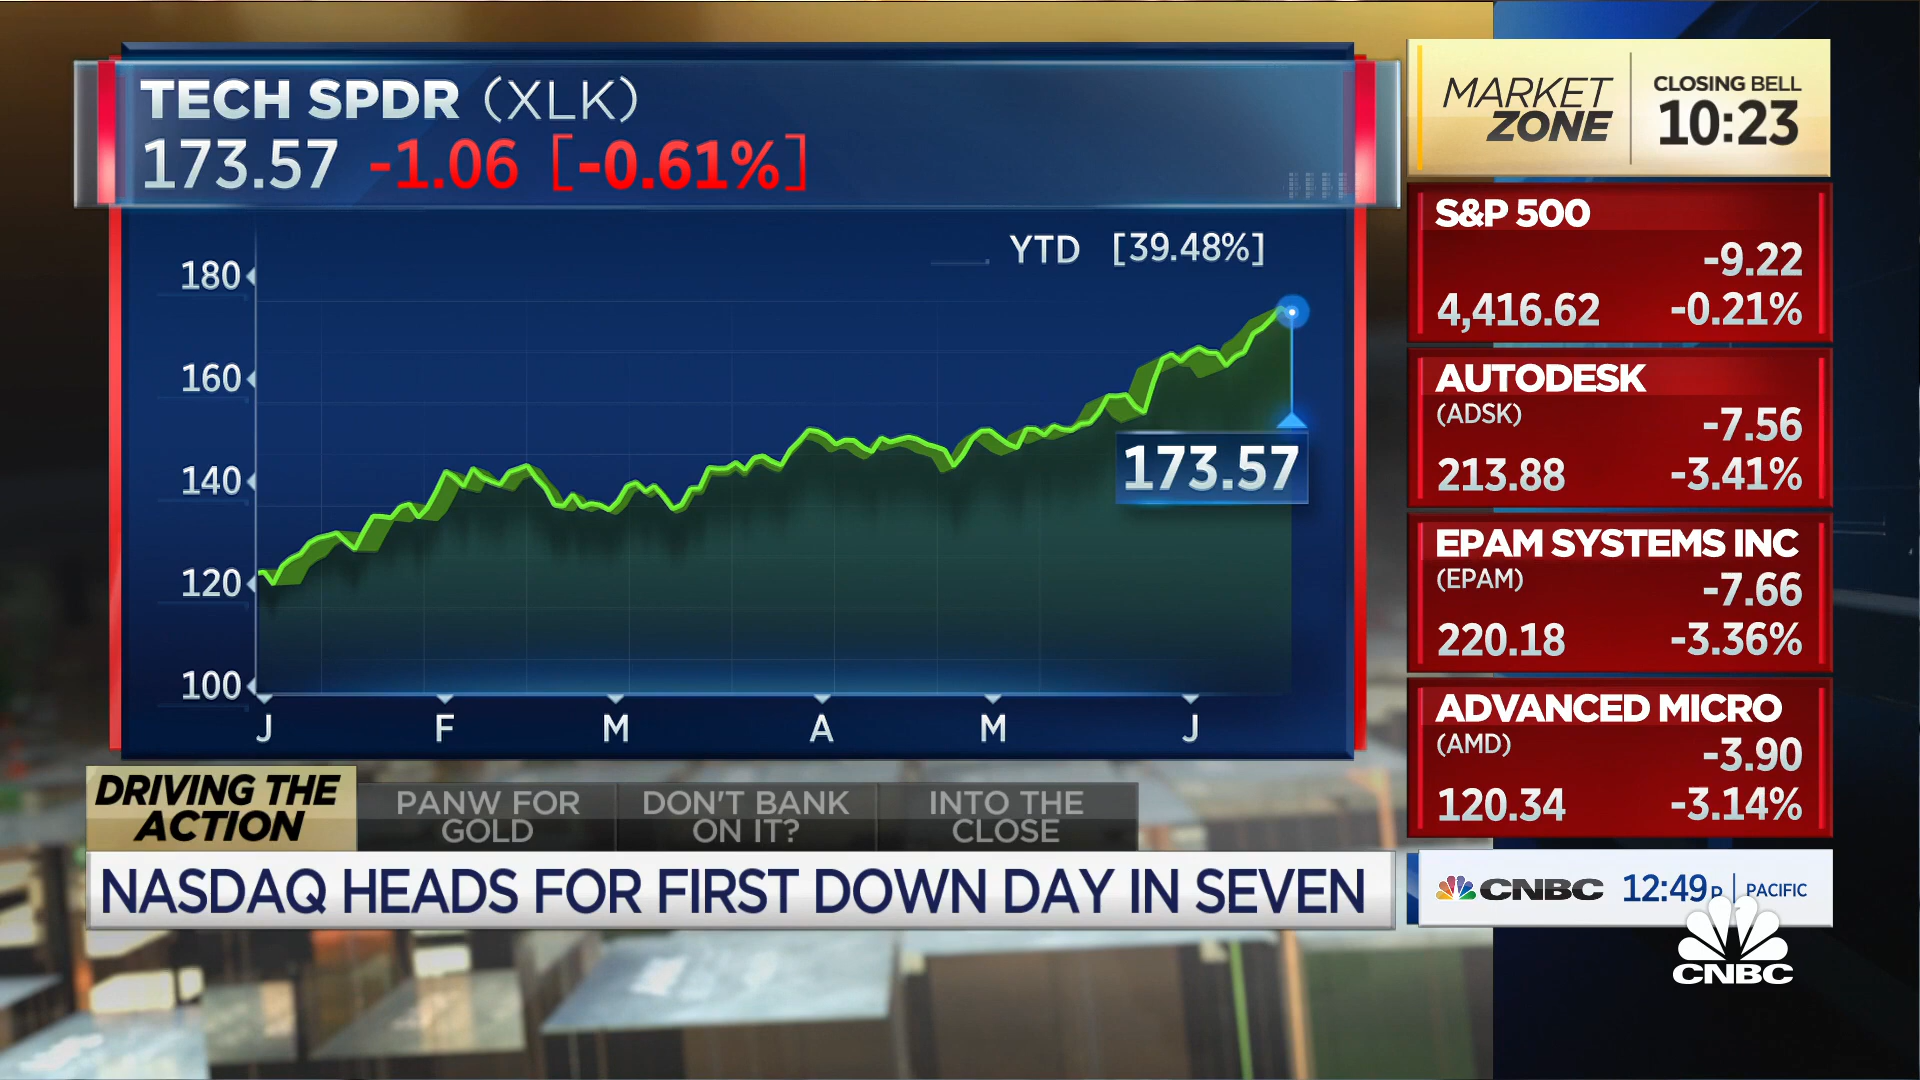 TECH SPDR (XLK)
173.57 -1.06 [-0.61%]
YTD [39.48%]
180
160
140
120
100
173.57
J F M A M J
DRIVING THE
ACTION
PANW FOR
GOLD
DON'T BANK
ON IT?
INTO THE
CLOSE
NASDAQ HEADS FOR FIRST DOWN DAY IN SEVEN
MARKET
ZONE
CLOSING BELL
10:23
S&P 500
-9.22
4,416.62 -0.21%
AUTODESK
(ADSK)
-7.56
213.88 -3.41%
EPAM SYSTEMS INC
(EPAM)
-7.66
220.18 -3.36%
ADVANCED MICRO
(AMD)
-3.90
120.34 -3.14%
CNBC 12:49P PACIFIC
CNBC